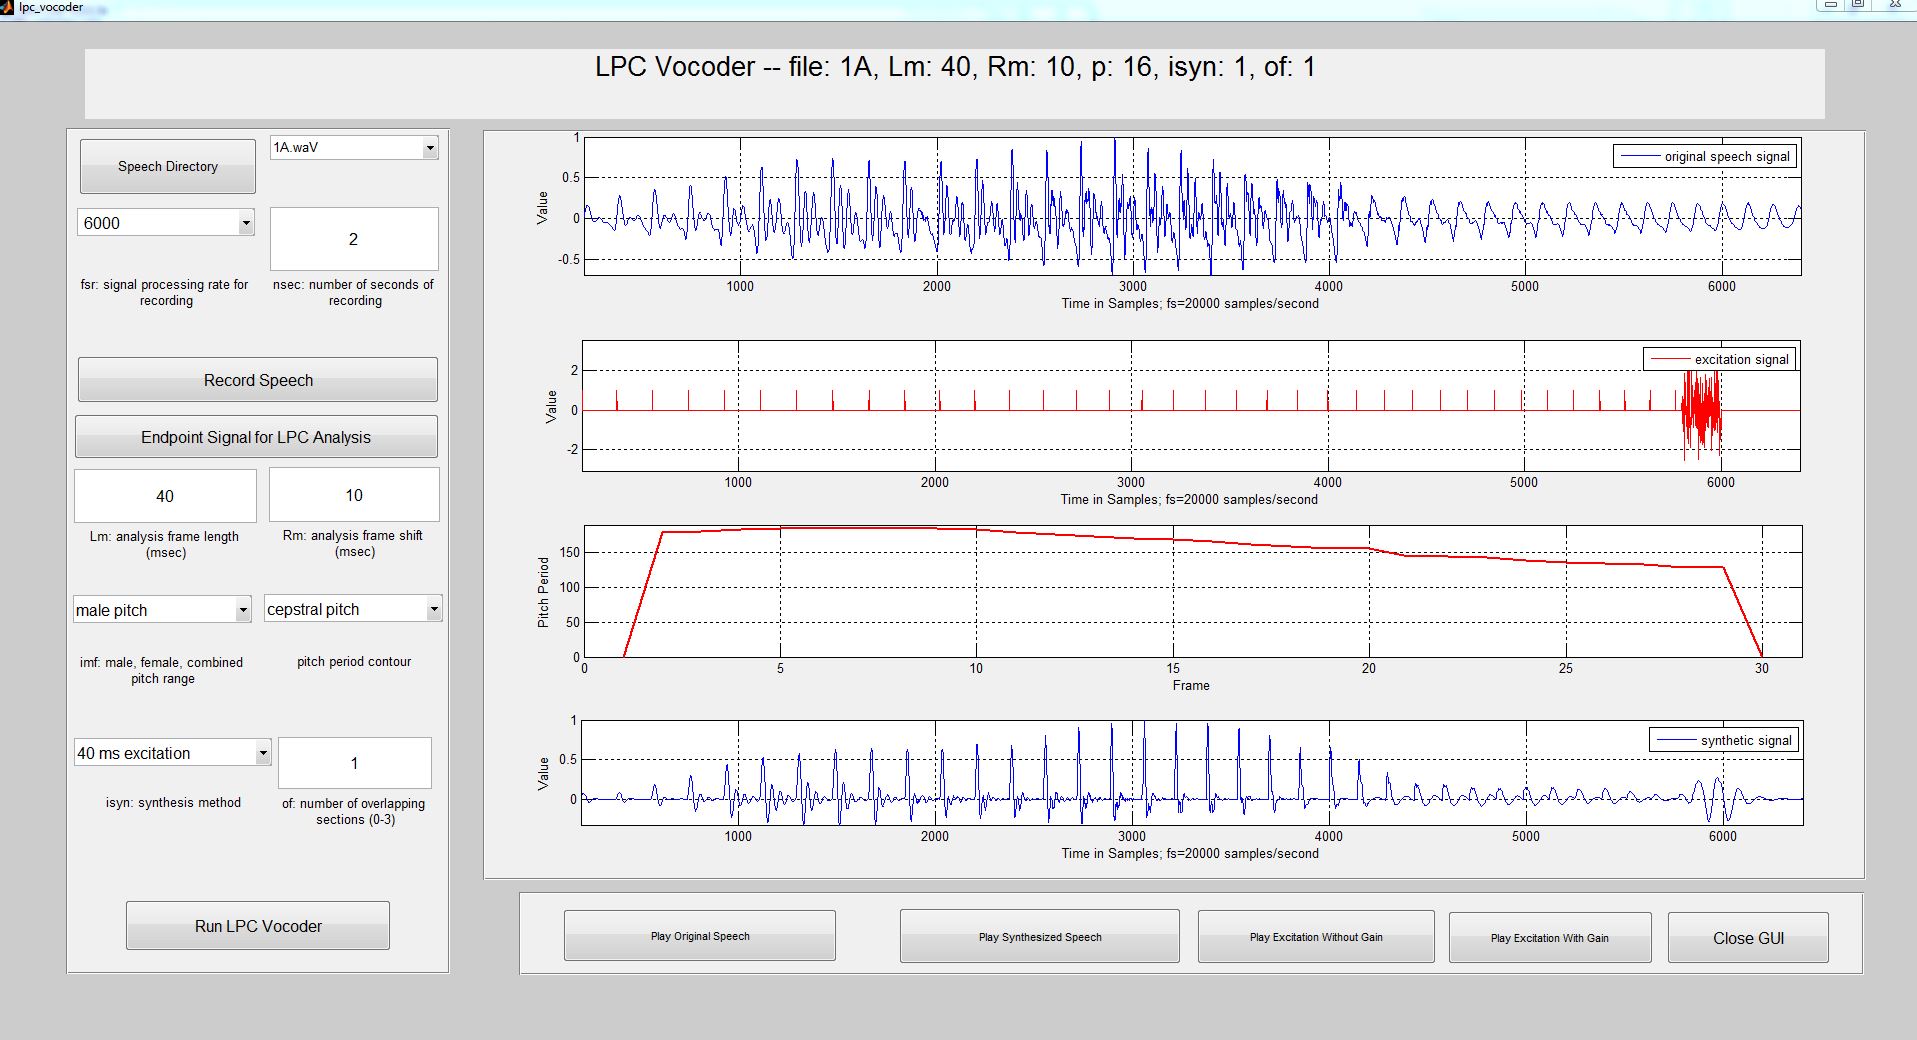 lpc_vocoder
LPC Vocoder -- file: 1A, Lm: 40, Rm: 10, p: 16, isyn: 1, of: 1
Speech Directory
1A.waV
6000
2
fsr: signal processing rate for
recording
nsec: number of seconds of
recording
Record Speech
Endpoint Signal for LPC Analysis
40
10
Lm: analysis frame length
(msec)
Rm: analysis frame shift
(msec)
male pitch
cepstral pitch
imf: male, female, combined
pitch range
pitch period contour
40 ms excitation
1
isyn: synthesis method
of: number of overlapping
sections (0-3)
Run LPC Vocoder
1
0.5
0
-0.5
Value
original speech signal
1000 2000 3000 4000 5000 6000
Time in Samples; fs=20000 samples/second
2
0
-2
Value
excitation signal
1000 2000 3000 4000 5000 6000
Time in Samples; fs=20000 samples/second
150
100
50
0
Pitch Period
0 5 10 15 20 25 30
Frame
1
0.5
0
Value
synthetic signal
1000 2000 3000 4000 5000 6000
Time in Samples; fs=20000 samples/second
Play Original Speech
Play Synthesized Speech
Play Excitation Without Gain
Play Excitation With Gain
Close GUI